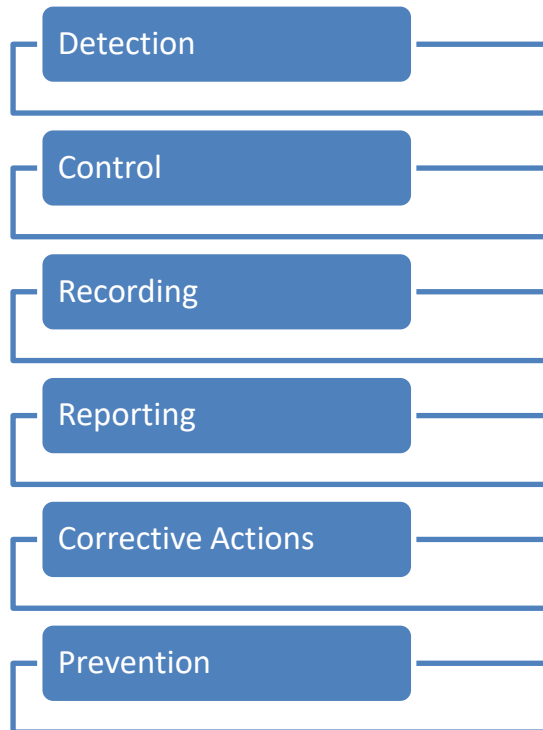 Detection
Control
Recording
Reporting
Corrective Actions
Prevention